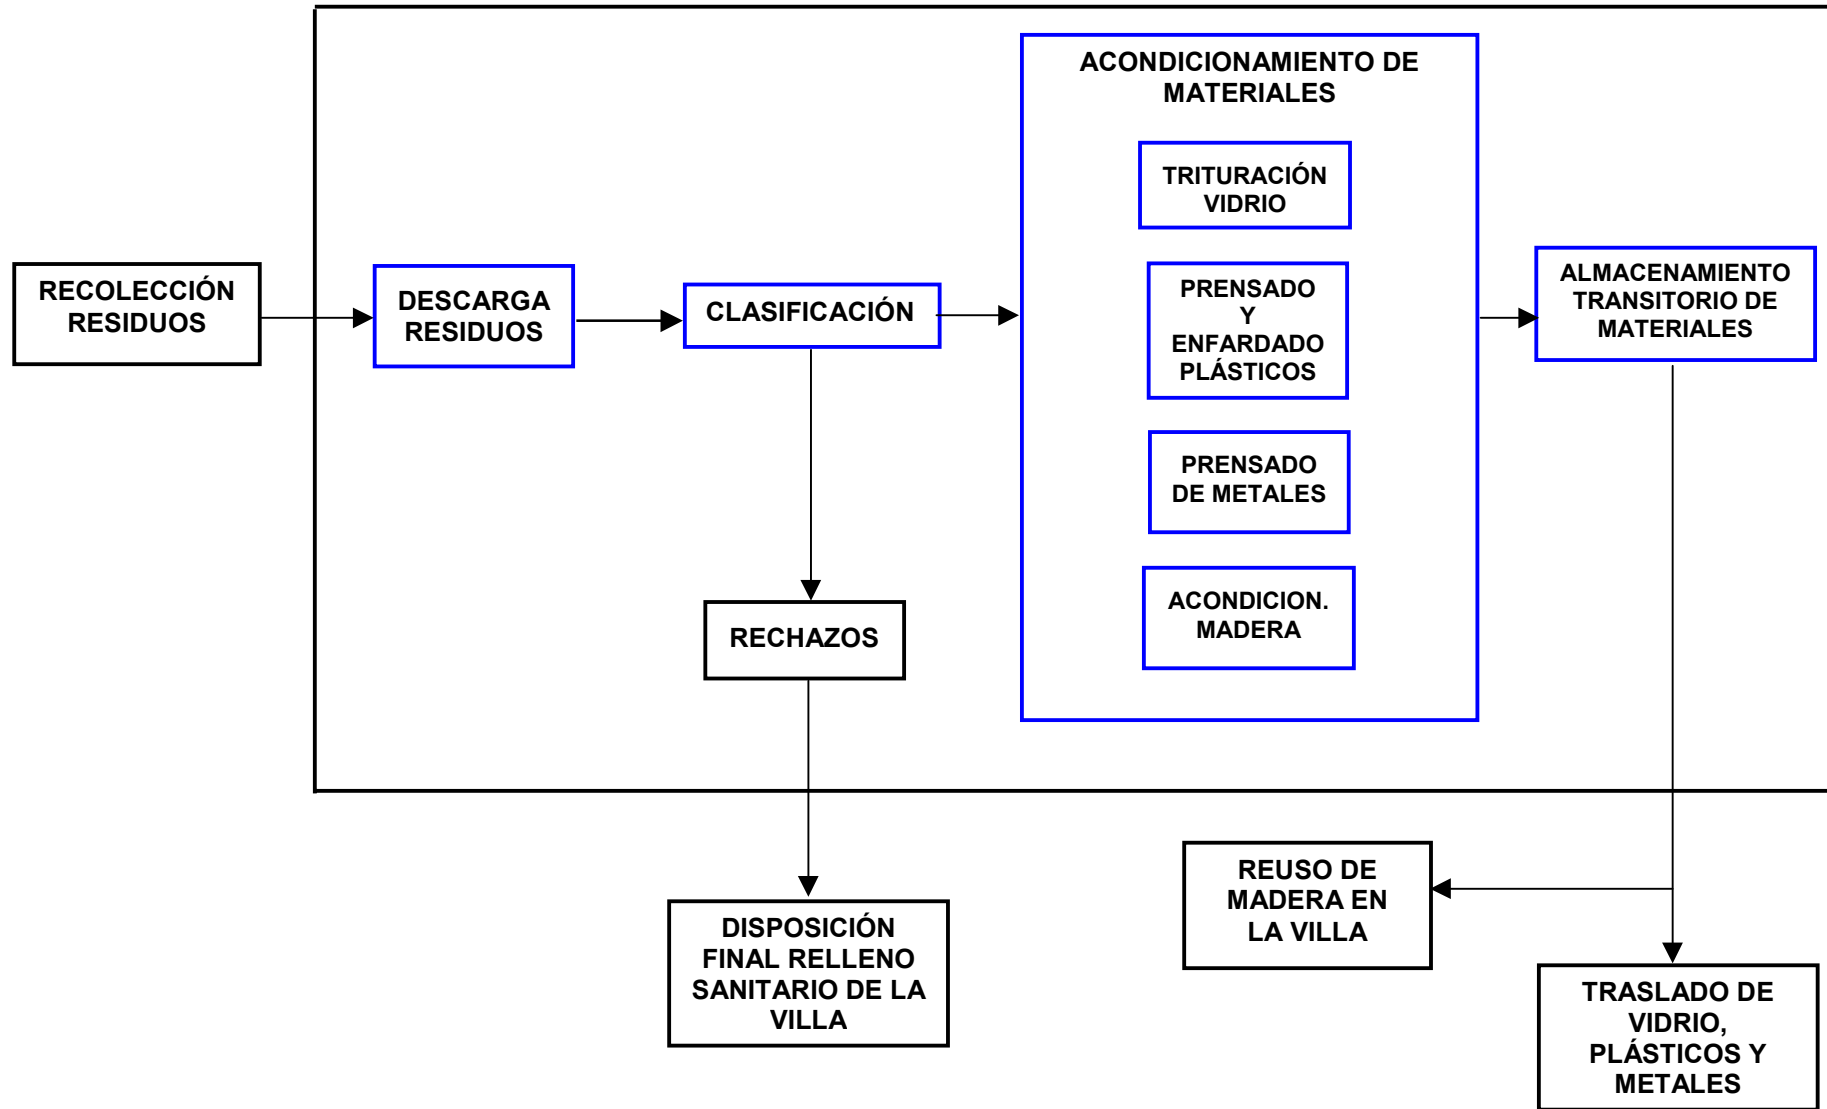 RECOLECCIÓN
RESIDUOS
DESCARGA
RESIDUOS
CLASIFICACIÓN
RECHAZOS
DISPOSICIÓN
FINAL RELLENO
SANITARIO DE LA
VILLA
ACONDICIONAMIENTO DE
MATERIALES
TRITURACIÓN
VIDRIO
PRENSADO
Y
ENFARDADO
PLÁSTICOS
PRENSADO
DE METALES
ACONDICION.
MADERA
ALMACENAMIENTO
TRANSITORIO DE
MATERIALES
REUSO DE
MADERA EN
LA VILLA
TRASLADO DE
VIDRIO,
PLÁSTICOS Y
METALES